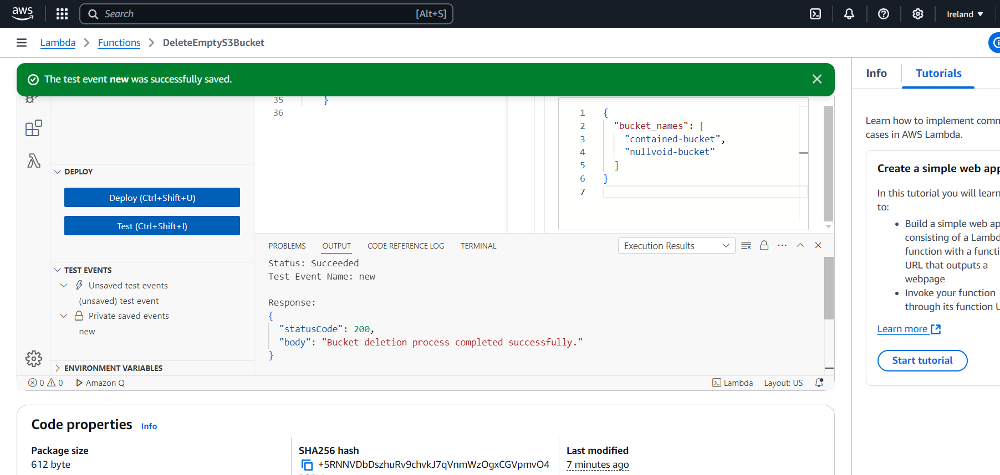 aws
Search
[Alt+S]
Ireland
Lambda
Functions
DeleteEmptyS3Bucket
The test event new was successfully saved.
Info
Tutorials
35 }
36
1 {
2 "bucket_names": [
3 "contained-bucket",
4 "nullvoid-bucket"
5 ]
6 }
7
DEPLOY
Deploy (Ctrl+Shift+U)
Test (Ctrl+Shift+I)
TEST EVENTS
Unsaved test events
(unsaved) test event
Private saved events
new
ENVIRONMENT VARIABLES
PROBLEMS OUTPUT CODE REFERENCE LOG TERMINAL
Execution Results
Status: Succeeded
Test Event Name: new
Response:
{
"statusCode": 200,
"body": "Bucket deletion process completed successfully."
}
0 0 Amazon Q
Lambda Layout: US
Learn how to implement comm
cases in AWS Lambda.
Create a simple web app
In this tutorial you will learn
to:
Build a simple web ap
consisting of a Lambd
function with a functi
URL that outputs a
webpage
Invoke your function
through its function U
Learn more
Start tutorial
Code properties Info
Package size
612 byte
SHA256 hash
+5RNNVDbDszhuRv9chvkJ7qVnmWzOgxCGVpmvO4
Last modified
7 minutes ago